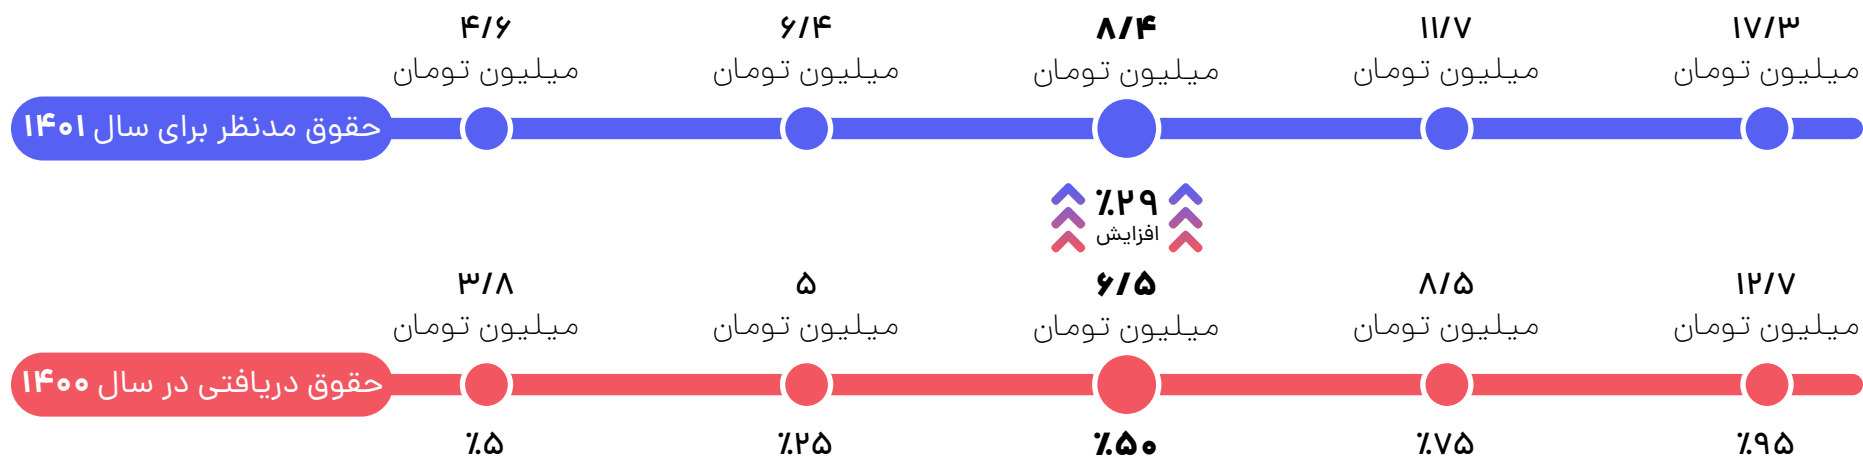 ۴/۶
میلیون تومان
۶/۴
میلیون تومان
۸/۴
میلیون تومان
۱۱/۷
میلیون تومان
۱۷/۳
میلیون تومان
حقوق مدنظر برای سال ۱۴۰۱
٪۲۹
افزایش
۳/۸
میلیون تومان
۵
میلیون تومان
۶/۵
میلیون تومان
۸/۵
میلیون تومان
۱۲/۷
میلیون تومان
حقوق دریافتی در سال ۱۴۰۰
٪۵
٪۲۵
٪۵۰
٪۷۵
٪۹۵